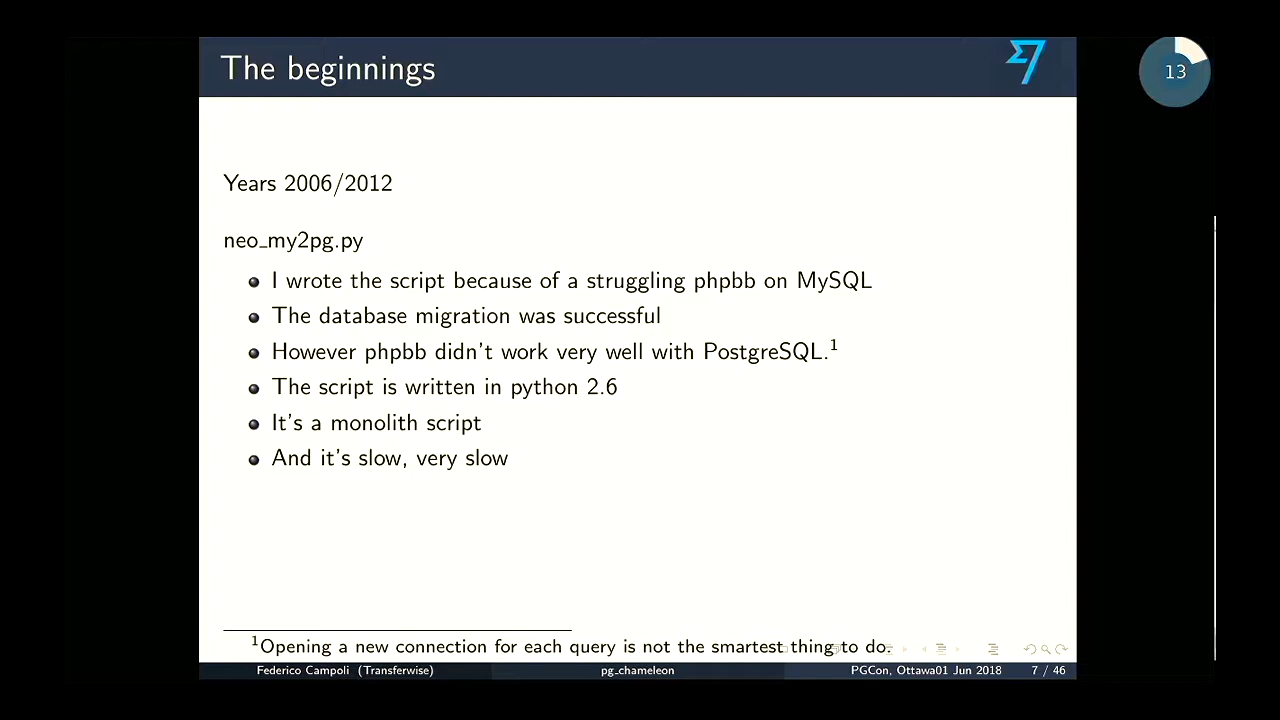 The beginnings
13
Years 2006/2012
neo_my2pg.py
I wrote the script because of a struggling phpbb on MySQL
The database migration was successful
However phpbb didn't work very well with PostgreSQL.1
The script is written in python 2.6
It's a monolith script
And it's slow, very slow
1Opening a new connection for each query is not the smartest thing to do.
Federico Campoli (Transferwise) pg_chameleon PGCon, Ottawa01 Jun 2018 7 / 46